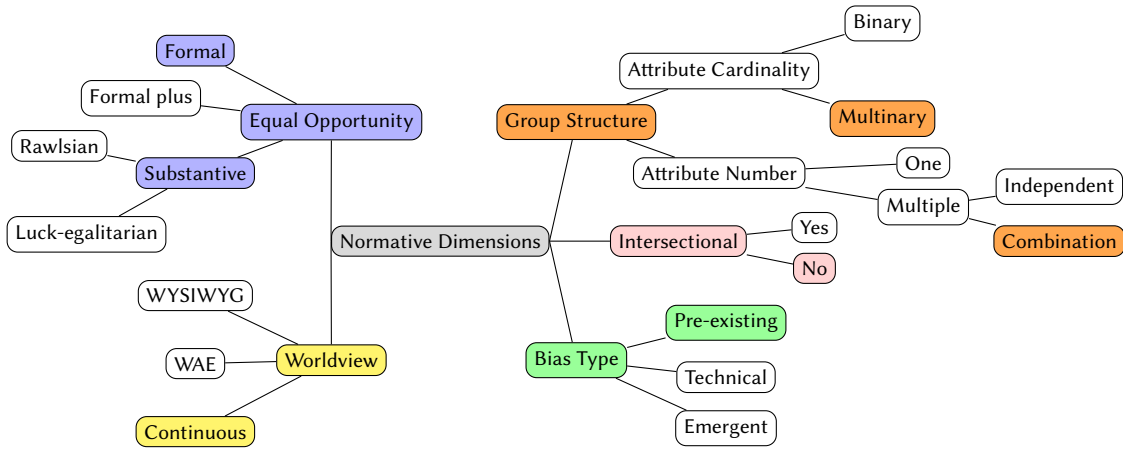 Formal
Formal plus
Equal Opportunity
Rawlsian
Substantive
Luck-egalitarian
Normative Dimensions
WYSIWYG
WAE
Worldview
Continuous
Binary
Attribute Cardinality
Group Structure
Multinary
Attribute Number
One
Multiple
Independent
Combination
Intersectional
Yes
No
Pre-existing
Bias Type
Technical
Emergent